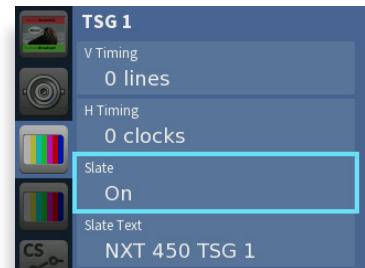 TSG 1
V Timing
0 lines
H Timing
0 clocks
Slate
On
Slate Text
NXT 450 TSG 1
CS